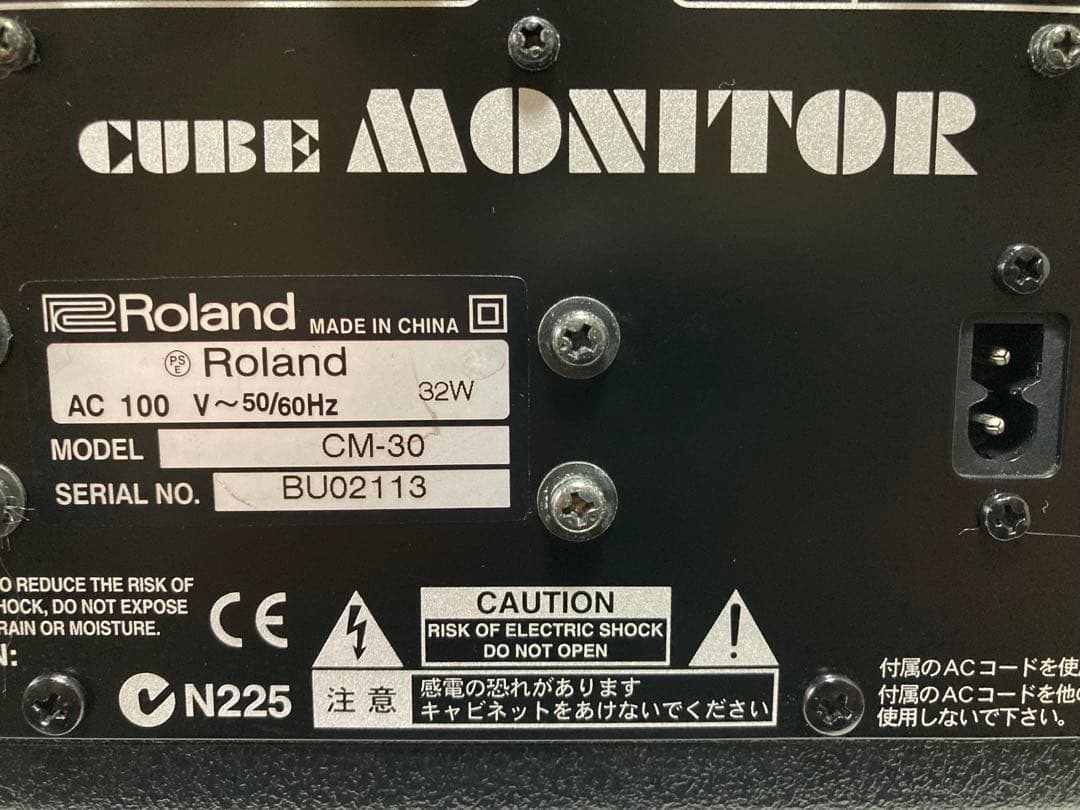 CUBE MONITOR
Roland MADE IN CHINA
PSE Roland
AC 100 V～50/60Hz 32W
MODEL CM-30
SERIAL NO. BU02113
O REDUCE THE RISK OF
HOCK, DO NOT EXPOSE
RAIN OR MOISTURE.
N:
CE
N225
CAUTION
RISK OF ELECTRIC SHOCK
DO NOT OPEN
注意
感電の恐れがあります
キャビネットをあけないでください
付属のACコードを使
付属のACコードを他
使用しないで下さい。